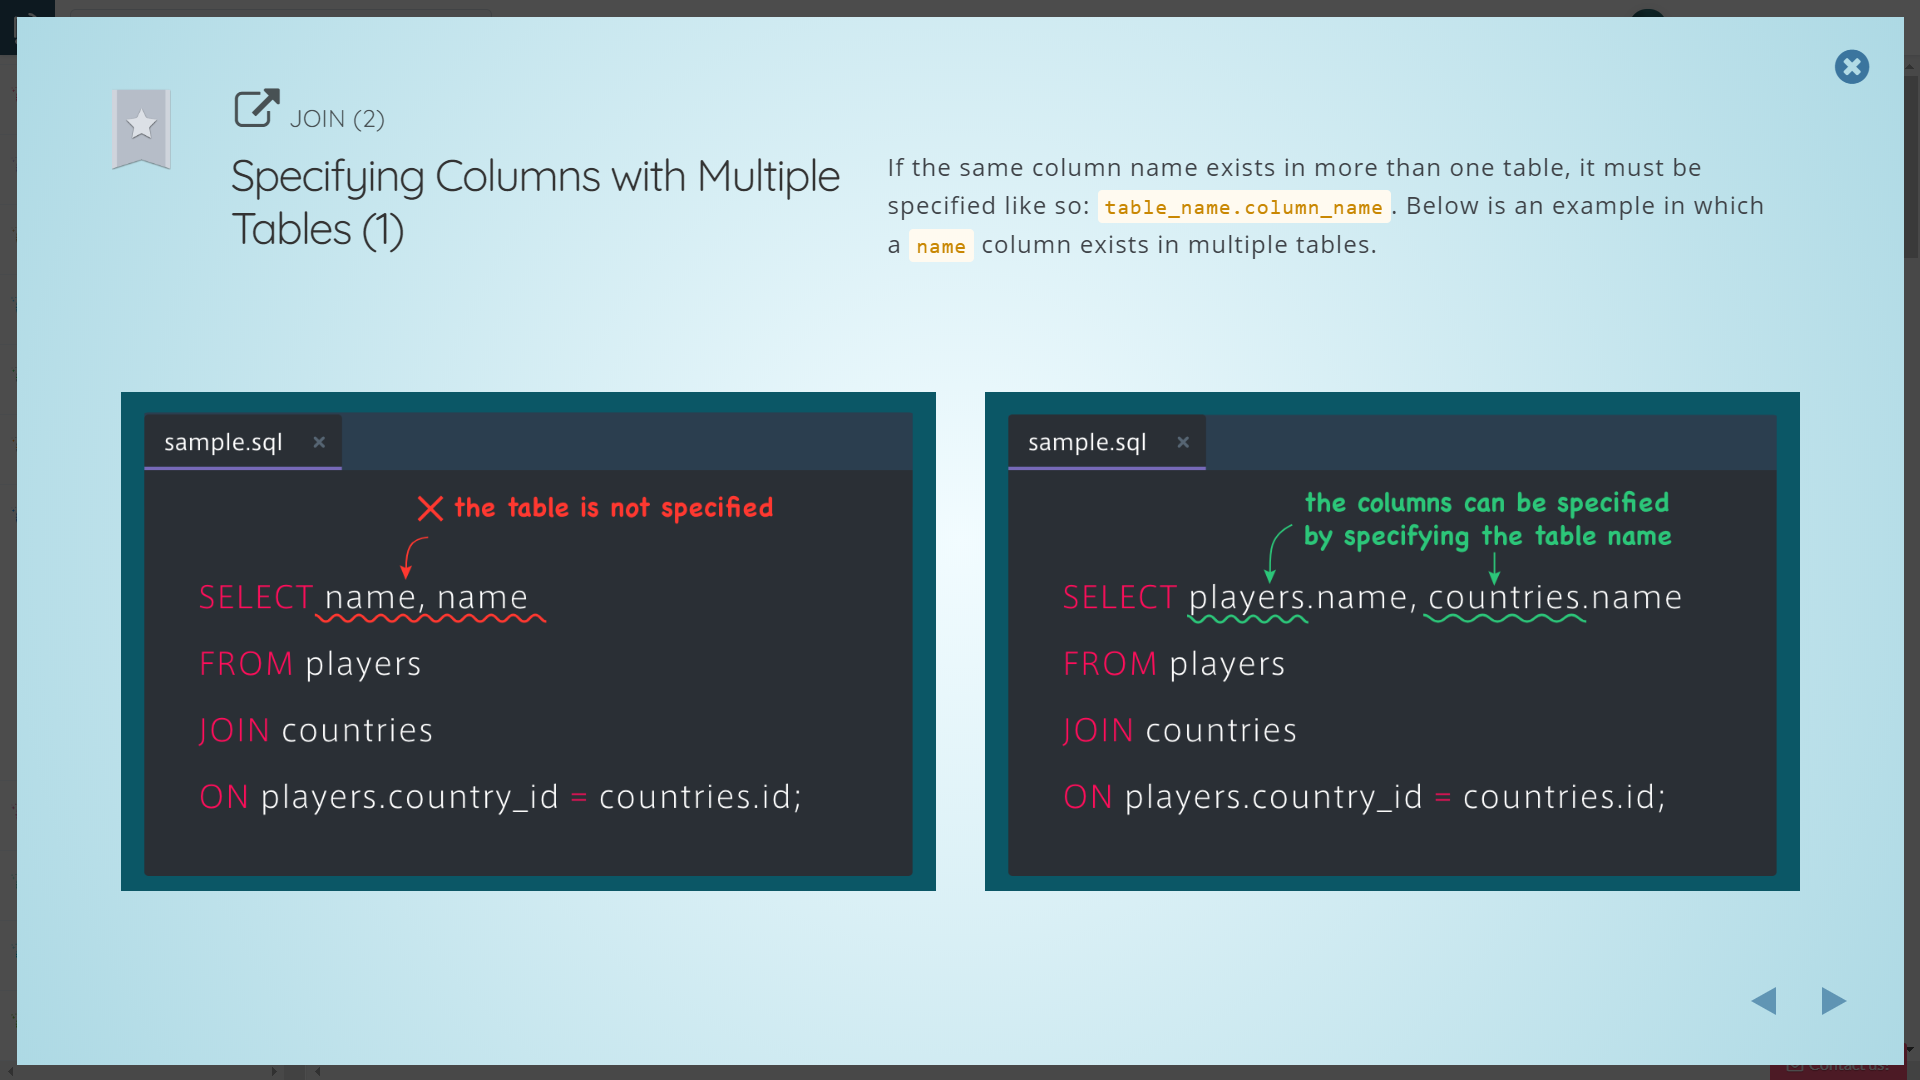 JOIN (2)
Specifying Columns with Multiple
Tables (1)
If the same column name exists in more than one table, it must be
specified like so: table_name.column_name. Below is an example in which
a name column exists in multiple tables.
sample.sql ×
the table is not specified
SELECT name, name
FROM players
JOIN countries
ON players.country_id = countries.id;
sample.sql ×
the columns can be specified
by specifying the table name
SELECT players.name, countries.name
FROM players
JOIN countries
ON players.country_id = countries.id;
Contact us!